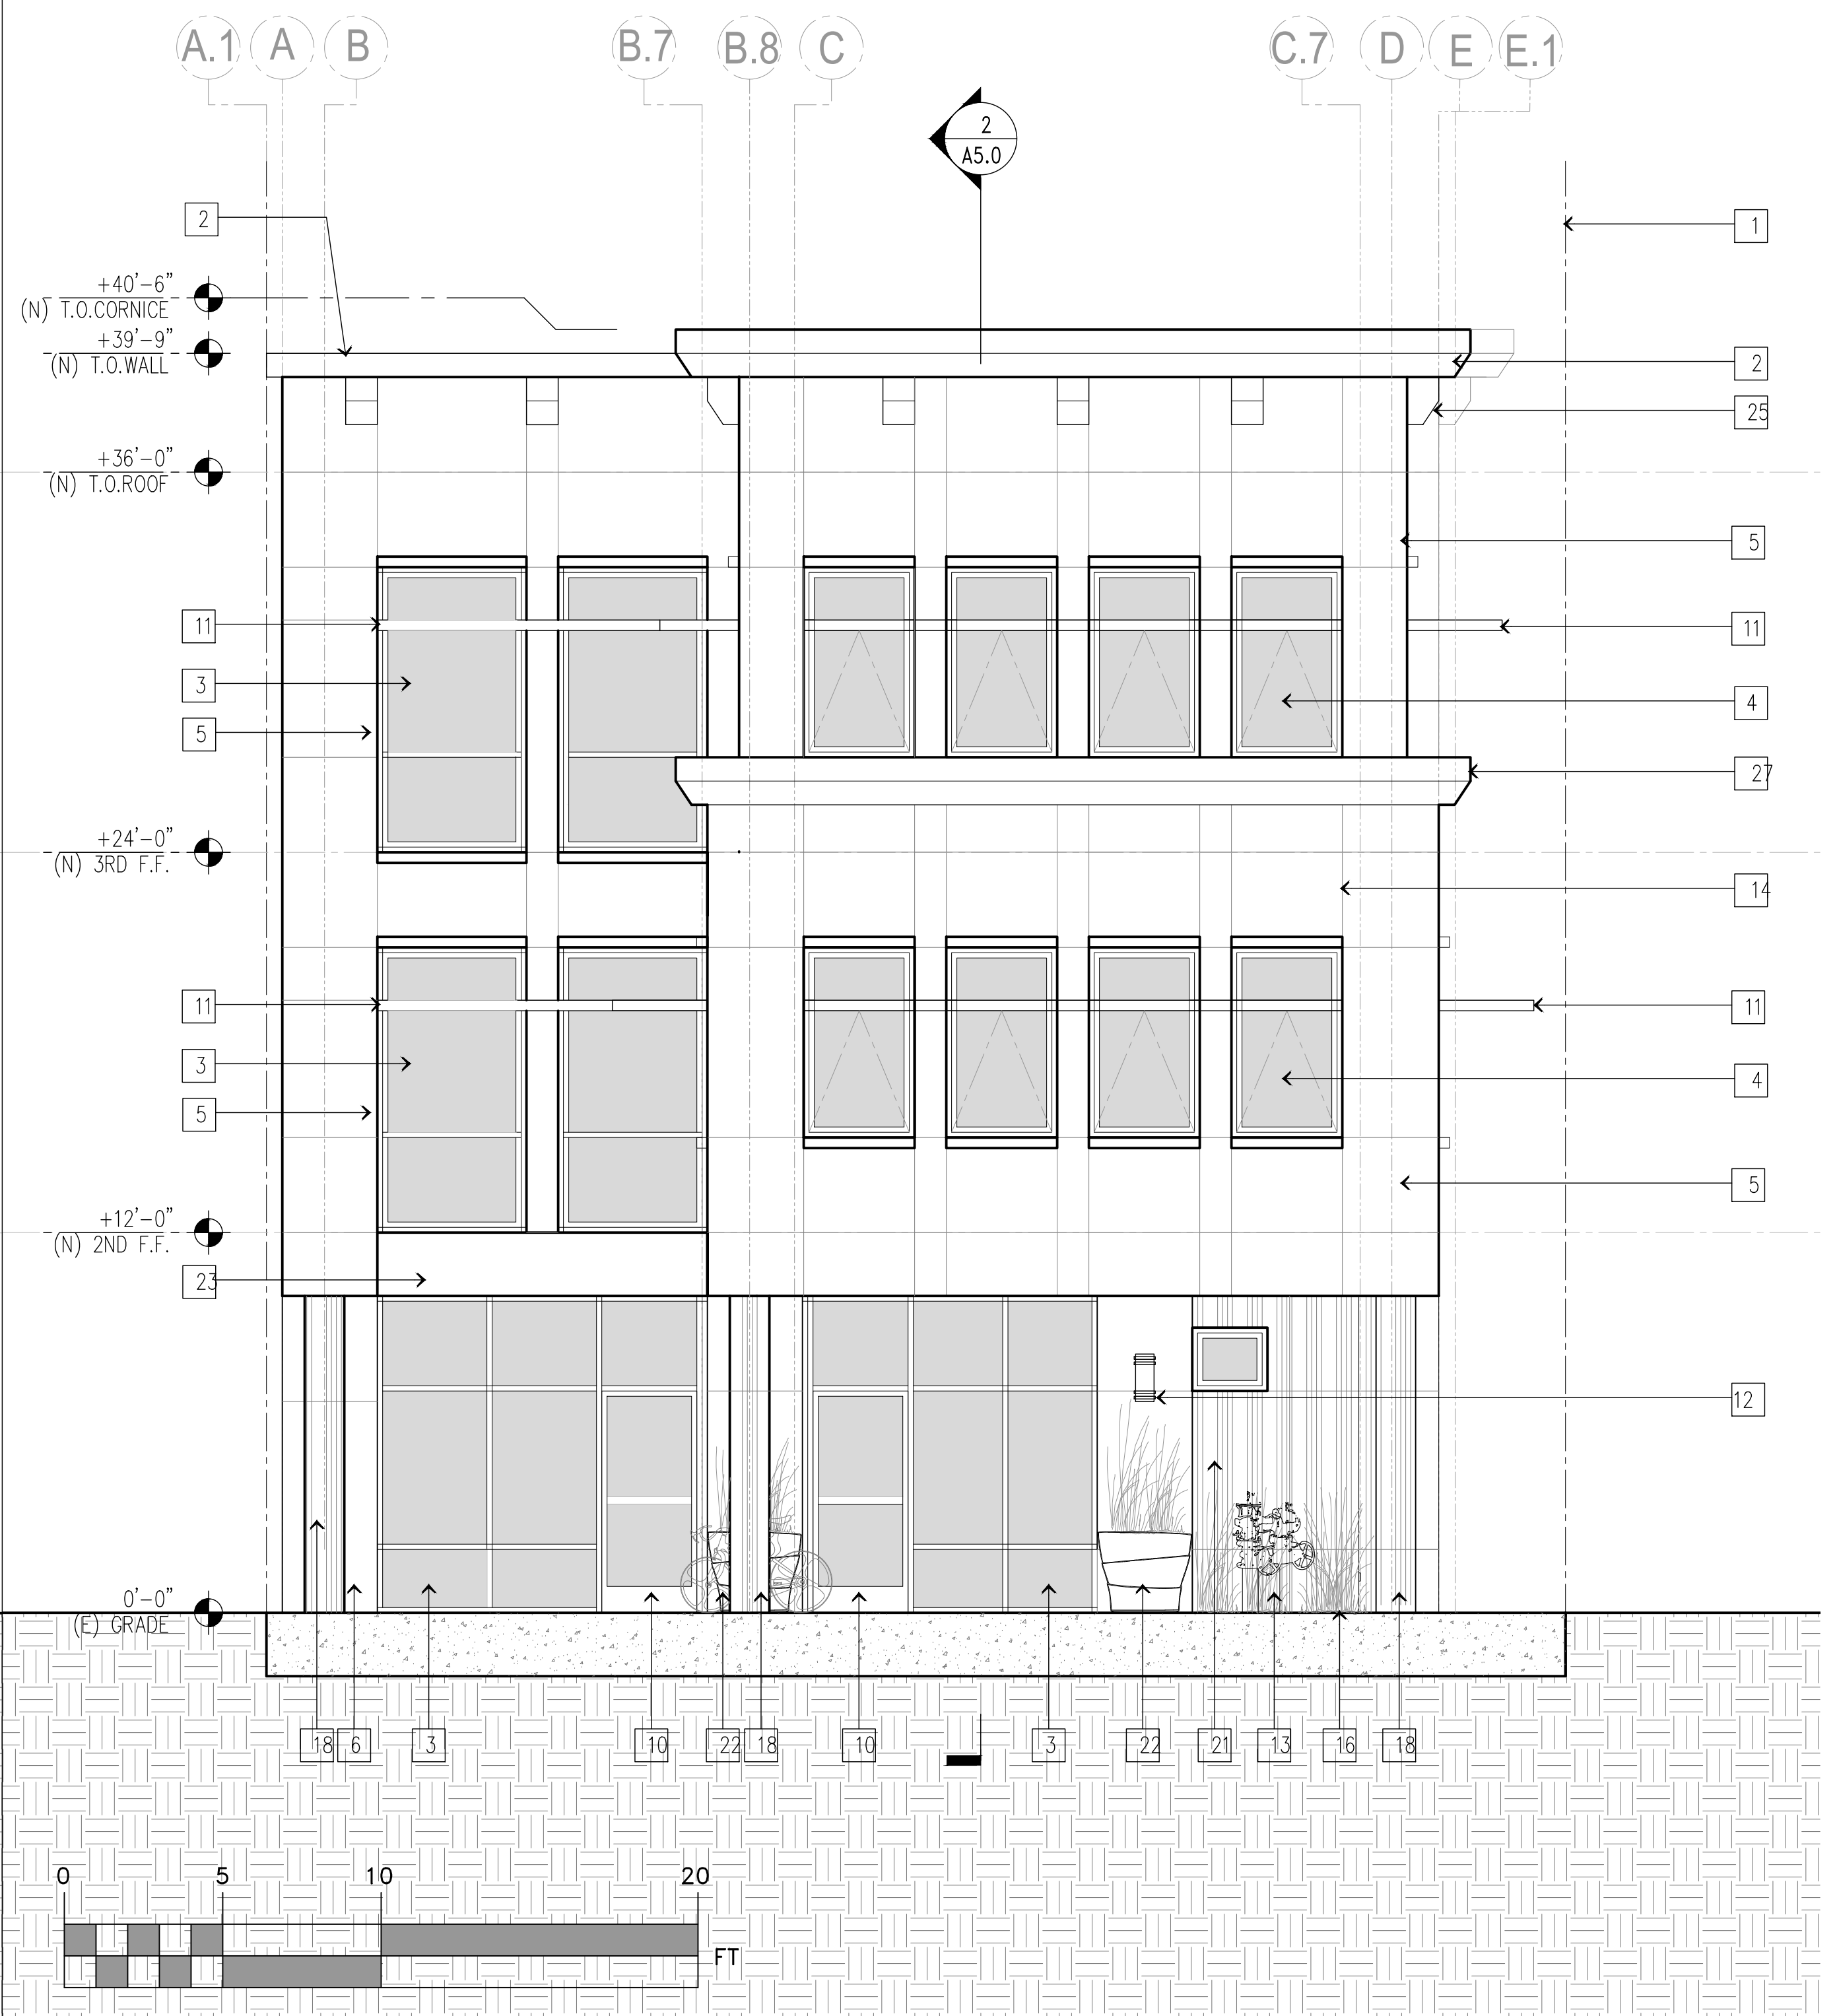 A.1 A B B.7 B.8 C C.7 D E E.1
2
A5.0
2
1
+40'-6"
(N) T.O.CORNICE
+39'-9"
(N) T.O.WALL
2
25
+36'-0"
(N) T.O.ROOF
5
11
11
3
4
5
27
+24'-0"
(N) 3RD F.F.
14
11
11
3
4
5
5
+12'-0"
(N) 2ND F.F.
23
12
0'-0"
(E) GRADE
18 6 3 10 22 18 10 3 22 21 13 16 18
0 5 10 20
FT